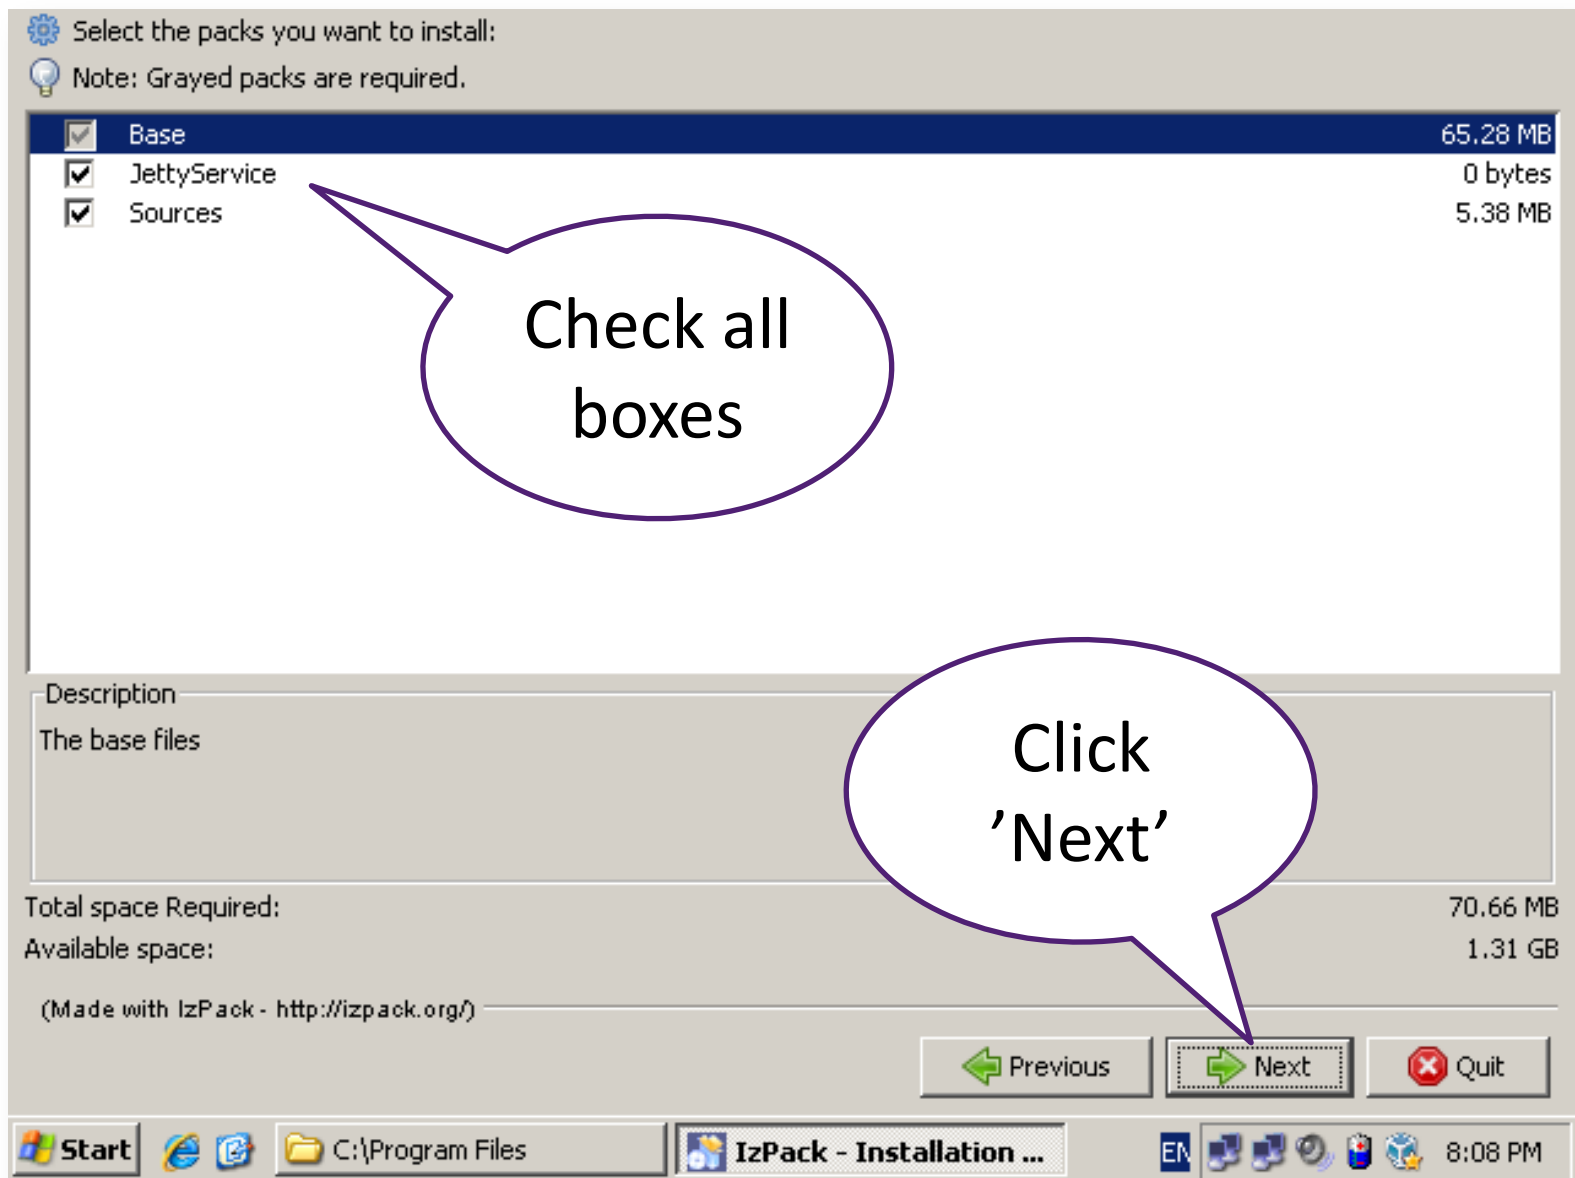 Select the packs you want to install:
Note: Grayed packs are required.
Base 65.28 MB
JettyService 0 bytes
Sources 5.38 MB
Check all
boxes
Description
The base files
Click
’Next’
Total space Required: 70.66 MB
Available space: 1.31 GB
(Made with IzPack - http://izpack.org/)
Previous Next Quit
Start C:\Program Files IzPack - Installation ... EN 8:08 PM